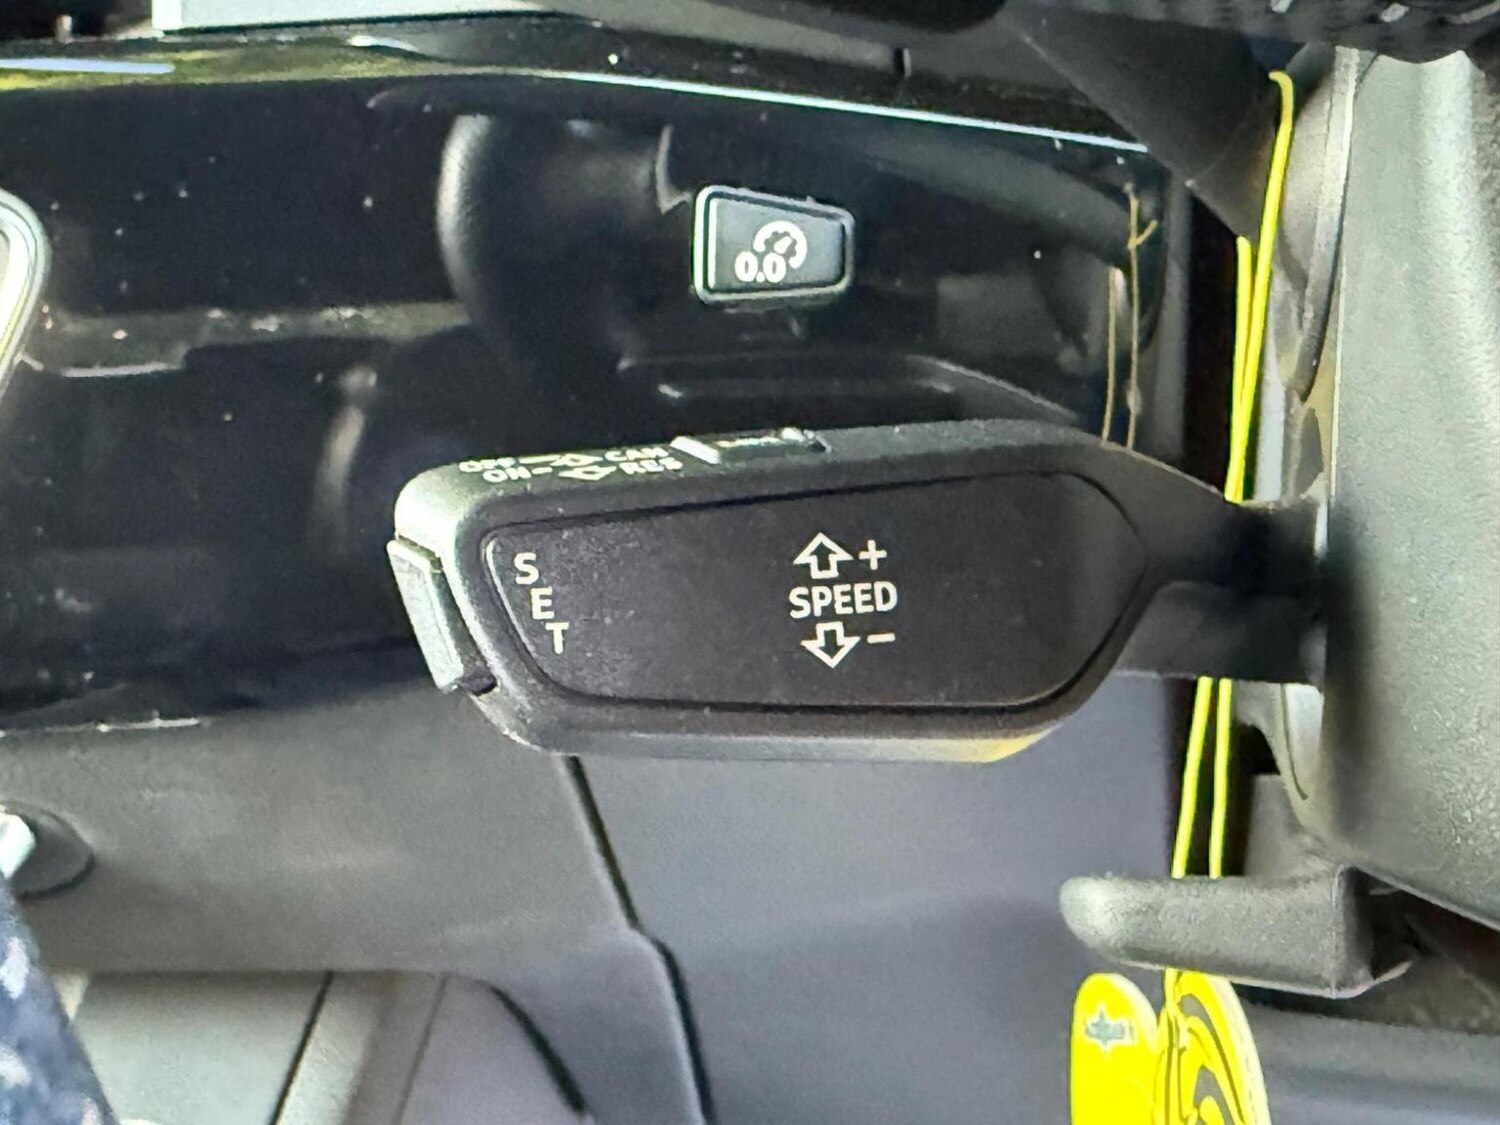 0.0
OFF CAN
ON RES
S
E
T
+
SPEED
-